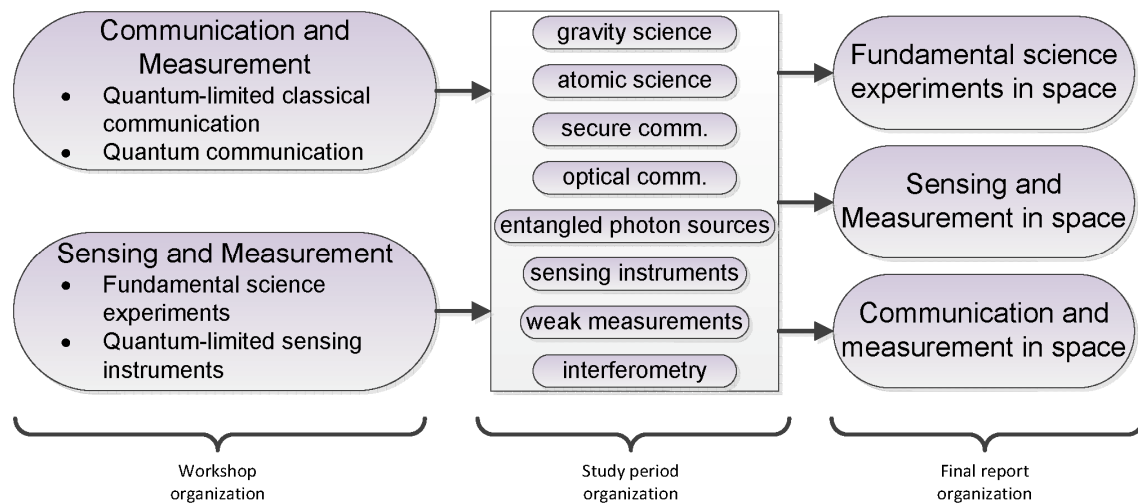 Communication and
Measurement
• Quantum-limited classical
communication
• Quantum communication
Sensing and Measurement
• Fundamental science
experiments
• Quantum-limited sensing
instruments
Workshop
organization
gravity science
atomic science
secure comm.
optical comm.
entangled photon sources
sensing instruments
weak measurements
interferometry
Study period
organization
Fundamental science
experiments in space
Sensing and
Measurement in space
Communication and
measurement in space
Final report
organization